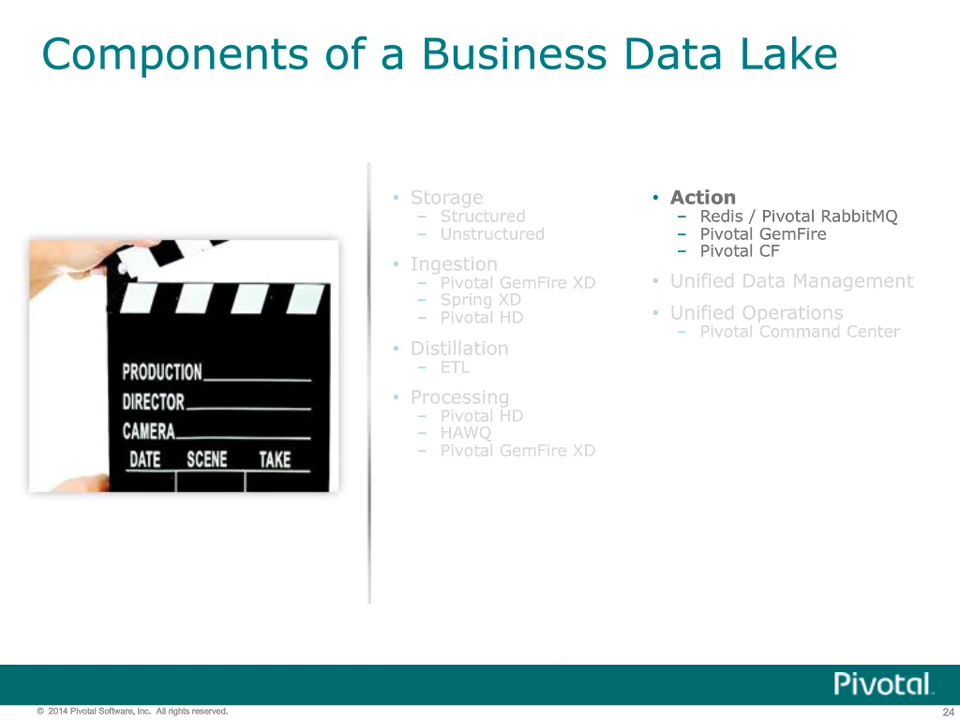 Components of a Business Data Lake
• Storage
– Structured
– Unstructured
• Ingestion
– Pivotal GemFire XD
– Spring XD
– Pivotal HD
• Distillation
– ETL
• Processing
– Pivotal HD
– HAWQ
– Pivotal GemFire XD
• Action
– Redis / Pivotal RabbitMQ
– Pivotal GemFire
– Pivotal CF
• Unified Data Management
• Unified Operations
– Pivotal Command Center
PRODUCTION
DIRECTOR
CAMERA
DATE SCENE TAKE
Pivotal™
© 2014 Pivotal Software, Inc. All rights reserved.
24